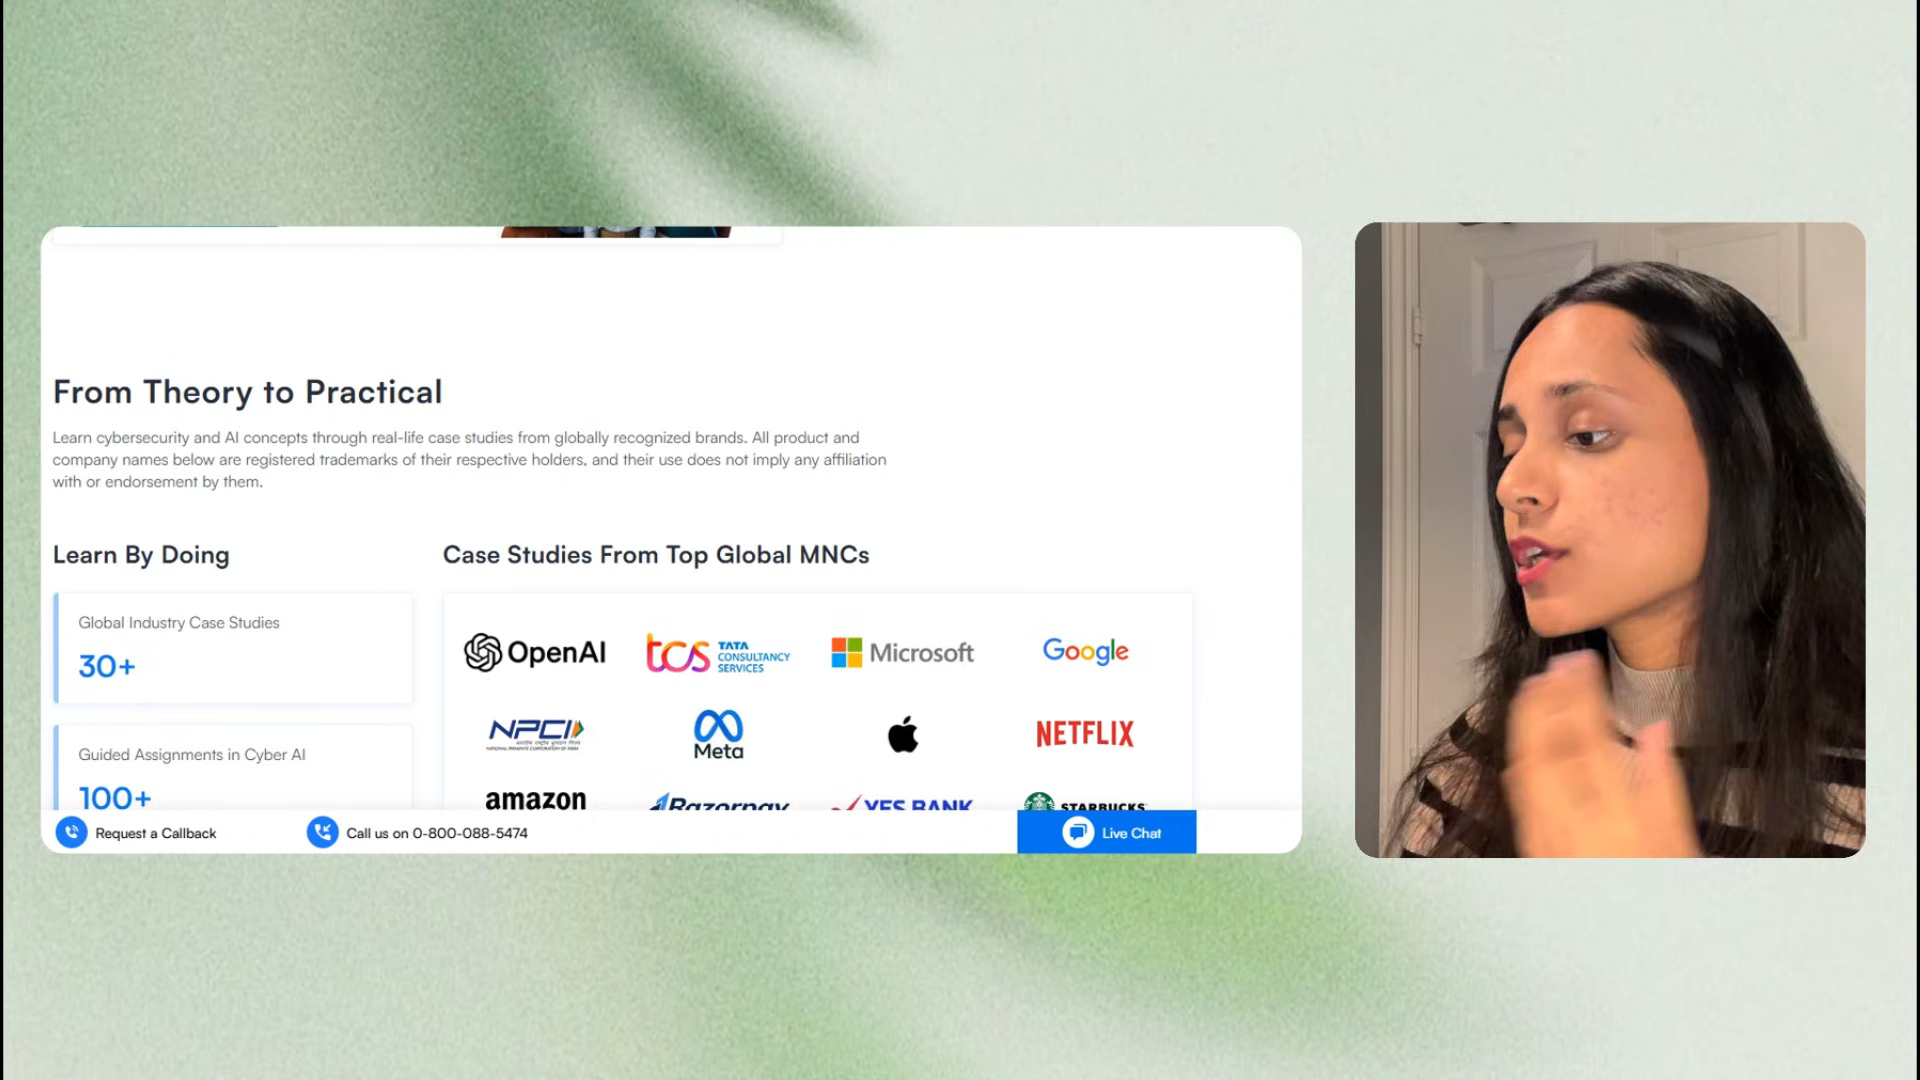 From Theory to Practical
Learn cybersecurity and AI concepts through real-life case studies from globally recognized brands. All product and
company names below are registered trademarks of their respective holders, and their use does not imply any affiliation
with or endorsement by them.
Learn By Doing
Case Studies From Top Global MNCs
Global Industry Case Studies
30+
Guided Assignments in Cyber AI
100+
OpenAI
tcs TATA
CONSULTANCY
SERVICES
Microsoft
Google
NPCI
Meta
NETFLIX
amazon
Razorpay
YES BANK
STARBUCKS
Request a Callback
Call us on 0-800-088-5474
Live Chat